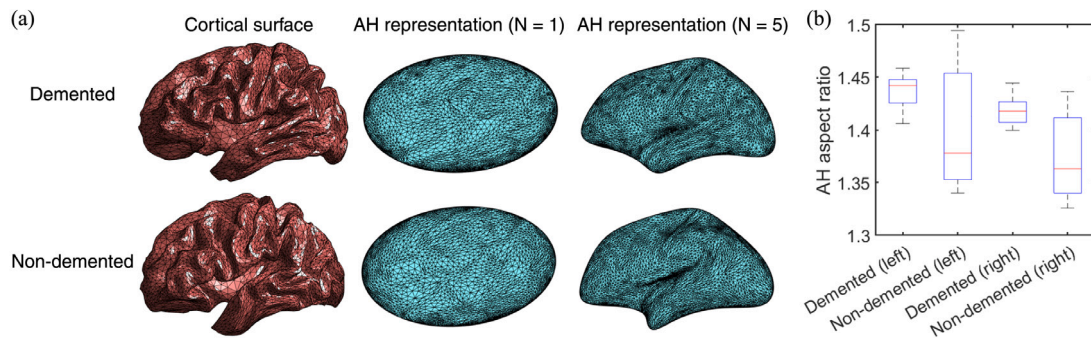 (a)
Cortical surface
AH representation (N = 1)
AH representation (N = 5)
Demented
Non-demented
(b)
AH aspect ratio
1.5
1.45
1.4
1.35
1.3
Demented (left)
Non-demented (left)
Demented (right)
Non-demented (right)